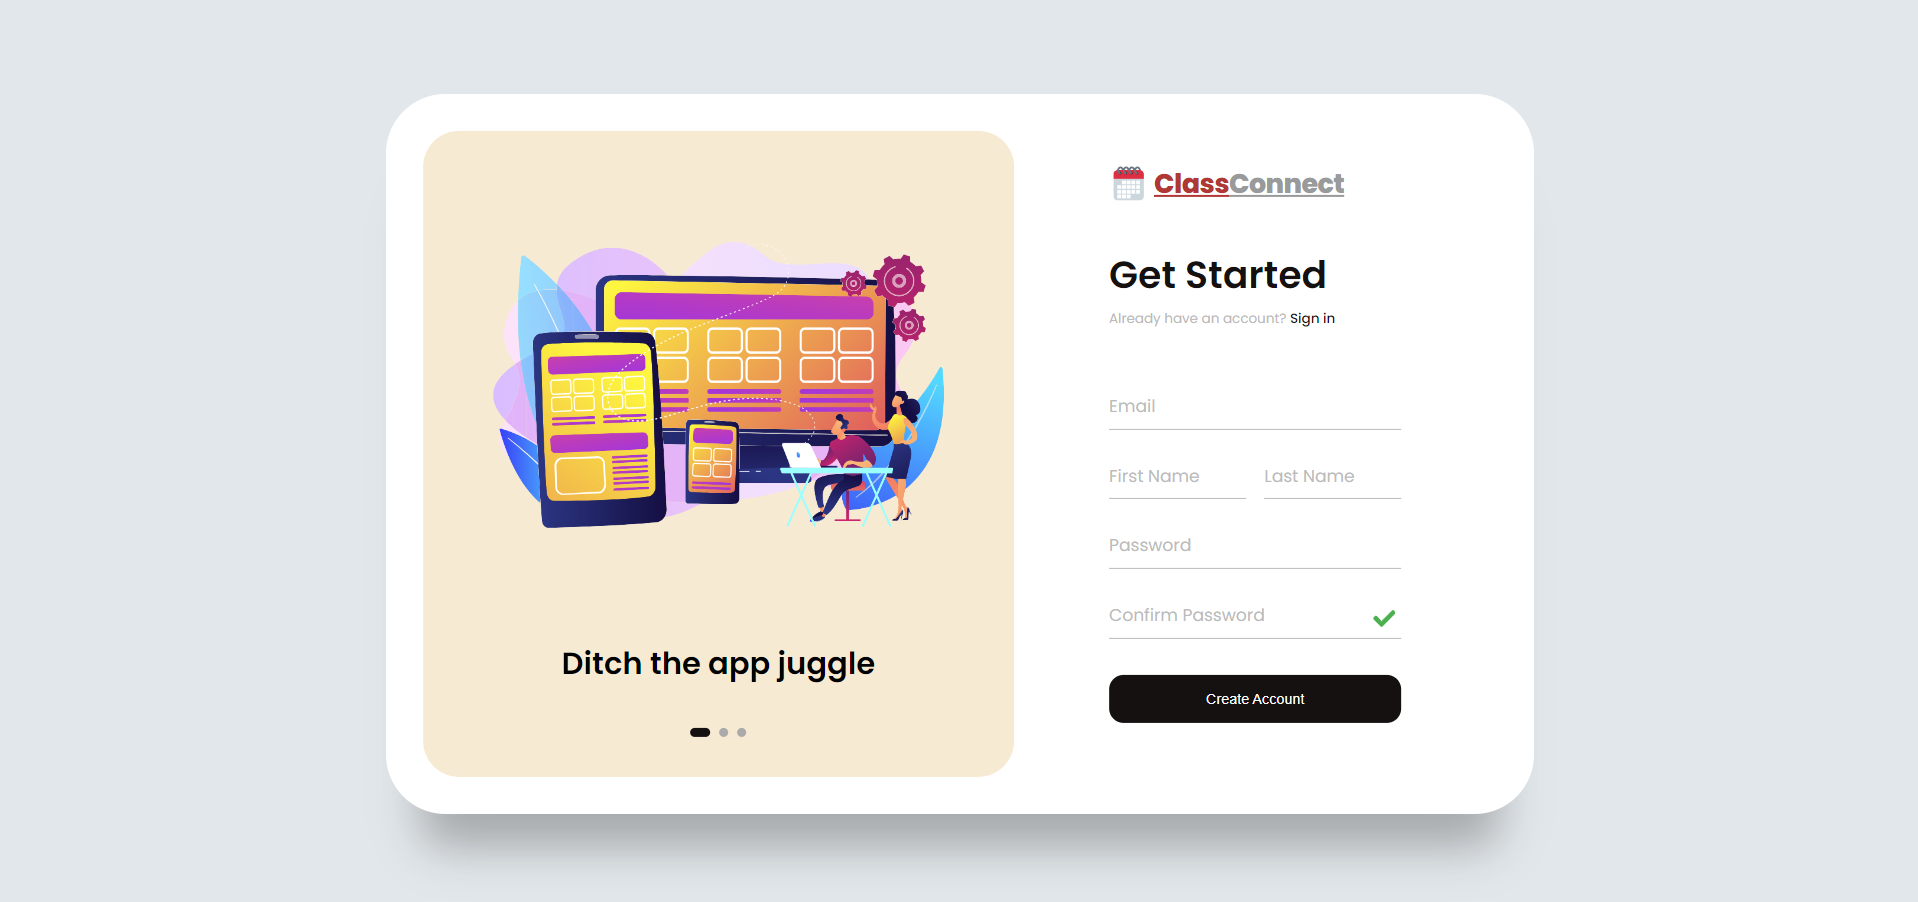 Ditch the app juggle
ClassConnect
Get Started
Already have an account? Sign in
Email
First Name Last Name
Password
Confirm Password
Create Account